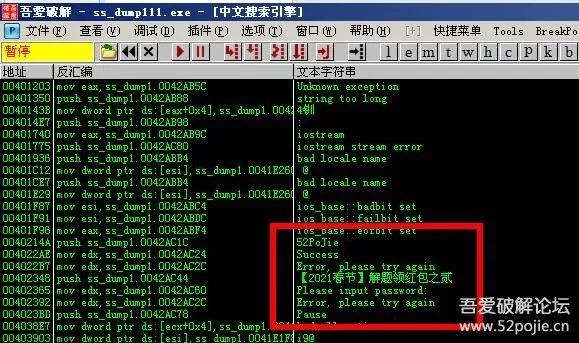 吾爱破解 - ss_dump111.exe - [中文搜索引擎]
文件(F) 查看(V) 调试(D) 插件(P) 选项(T) 窗口(W) 帮助(H) [+] 快捷菜单 Tools BreakPo
暂停 l e m t w h c P k b
地址 反汇编 文本字符串
00401203 mov eax,ss_dump1.0042AB5C Unknown exception
00401350 push ss_dump1.0042AB88 string too long
0040143B mov dword ptr ds:[eax+0x4],ss_dump1.0
004014E7 push ss_dump1.0042AB98 :
00401740 mov eax,ss_dump1.0042AB9C iostream
00401775 push ss_dump1.0042AC80 iostream stream error
00401936 push ss_dump1.0042ABB4 bad locale name
00401C12 mov dword ptr ds:[esi],ss_dump1.0041E260 @
00401CE7 push ss_dump1.0042ABB4 bad locale name
00401E29 mov dword ptr ds:[esi],ss_dump1.0041E260 @
00401F87 mov esi,ss_dump1.0042ABC4 ios_base::badbit set
00401F91 mov esi,ss_dump1.0042ABDC ios_base::failbit set
00401F96 mov eax,ss_dump1.0042ABF4 ios_base::eofbit set
0040214A push ss_dump1.0042AC1C 52PoJie
004022AE mov edx,ss_dump1.0042AC24 Success
004022B7 mov edx,ss_dump1.0042AC2C Error, please try again
00402348 push ss_dump1.0042AC44 【2021春节】解题领红包之贰
00402365 mov edx,ss_dump1.0042AC60 Please input password:
00402392 mov edx,ss_dump1.0042AC2C Error, please try again
004023BB push ss_dump1.0042AC78 Pause
004038E7 mov dword ptr ds:[ecx+0x4],ss_dump1.0
00403903 mov dword ptr ds:[esi],ss_dump1.0041E1 @
吾爱破解论坛
www.52pojie.cn